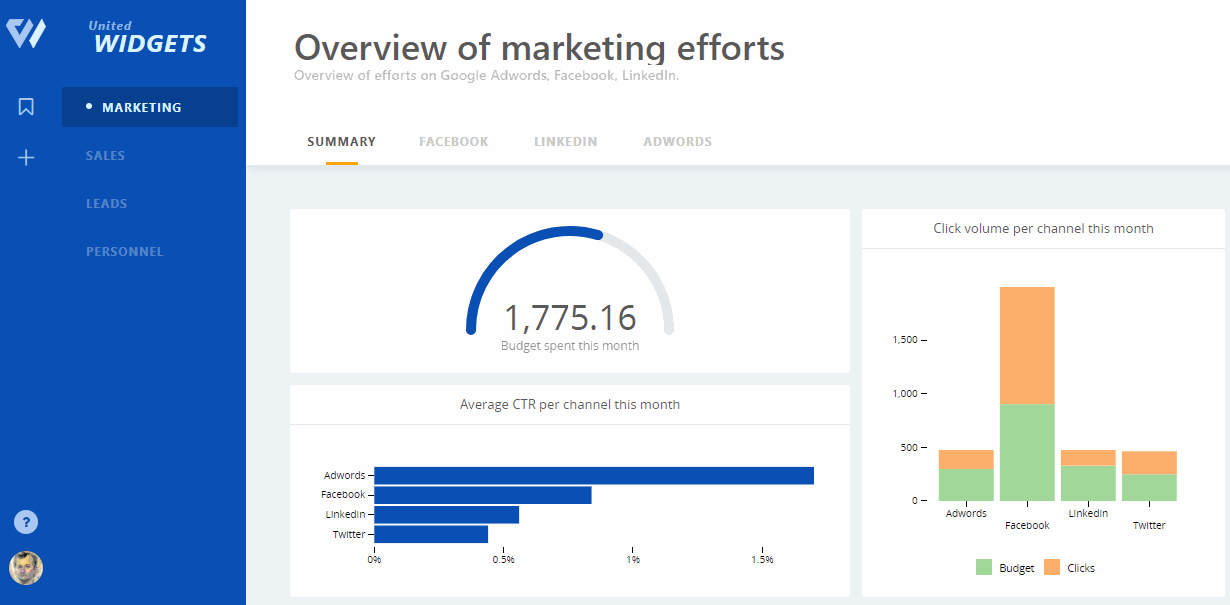 United
WIDGETS
MARKETING
SALES
LEADS
PERSONNEL
?
Overview of marketing efforts
Overview of efforts on Google Adwords, Facebook, LinkedIn.
SUMMARY FACEBOOK LINKEDIN ADWORDS
1,775.16
Budget spent this month
Average CTR per channel this month
Adwords
Facebook
Linkedin
Twitter
0% 0.5% 1% 1.5%
Click volume per channel this month
1,500
1,000
500
0
Adwords Facebook Linkedin Twitter
Budget Clicks